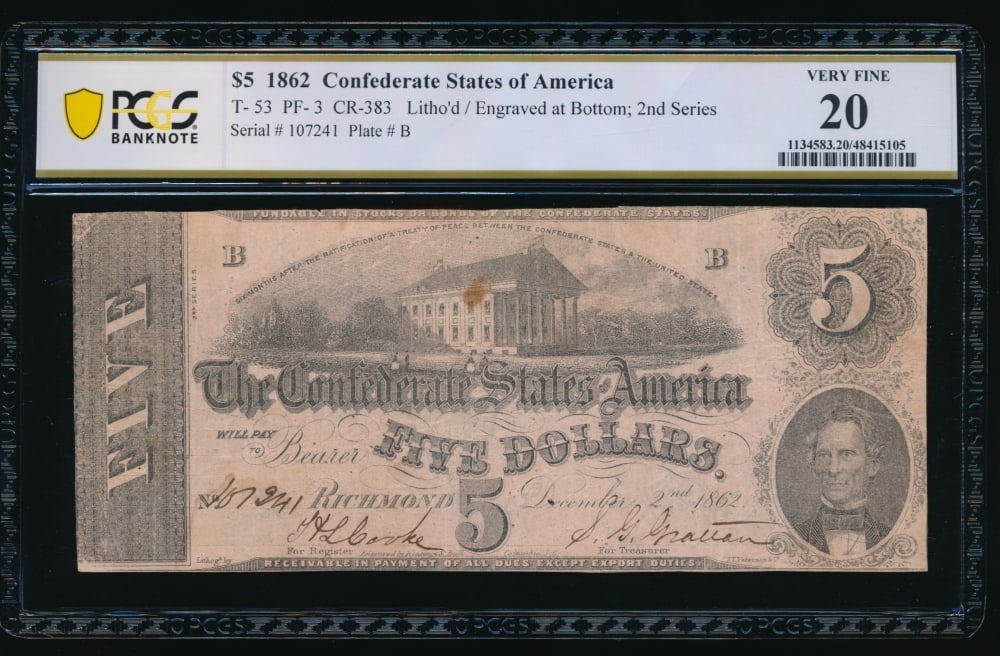 PCGS
BANKNOTE
$5 1862 Confederate States of America
T- 53 PF- 3 CR-383 Litho'd / Engraved at Bottom; 2nd Series
Serial # 107241 Plate # B
VERY FINE
20
1134583.20/48415105
FUNDABLE IN STOCKS OR BONDS OF THE CONFEDERATE STATES
SIX MONTHS AFTER THE RATIFICATION OF A TREATY OF PEACE BETWEEN THE CONFEDERATE STATES & THE UNITED STATES
B
B
5
2ND SERIES
FIVE
The Confederate States of America
WILL PAY
TO Bearer FIVE DOLLARS.
No. 107241 RICHMOND 5 December 2nd 1862
For Register
For Treasurer
RECEIVABLE IN PAYMENT OF ALL DUES EXCEPT EXPORT DUTIES